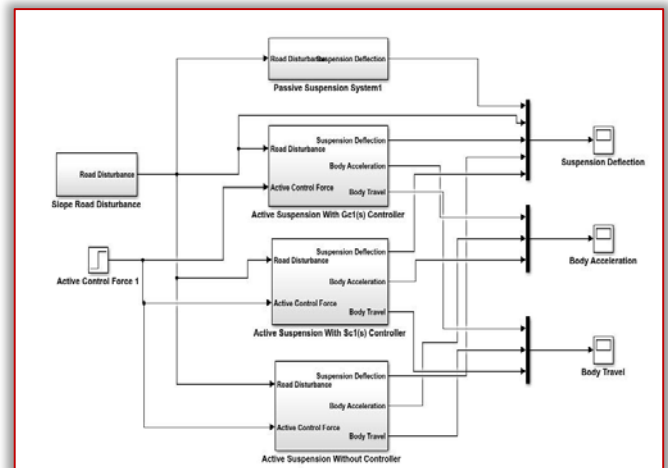 Road Disturbance
Suspension Deflection
Passive Suspension System1
Road Disturbance
Slope Road Disturbance
Active Control Force 1
Suspension Deflection
Road Disturbance
Body Acceleration
Active Control Force
Body Travel
Active Suspension With Gc1(s) Controller
Suspension Deflection
Road Disturbance
Body Acceleration
Active Control Force
Body Travel
Active Suspension With Sc1(s) Controller
Suspension Deflection
Road Disturbance
Body Acceleration
Active Control Force
Body Travel
Active Suspension Without Controller
Suspension Deflection
Body Acceleration
Body Travel